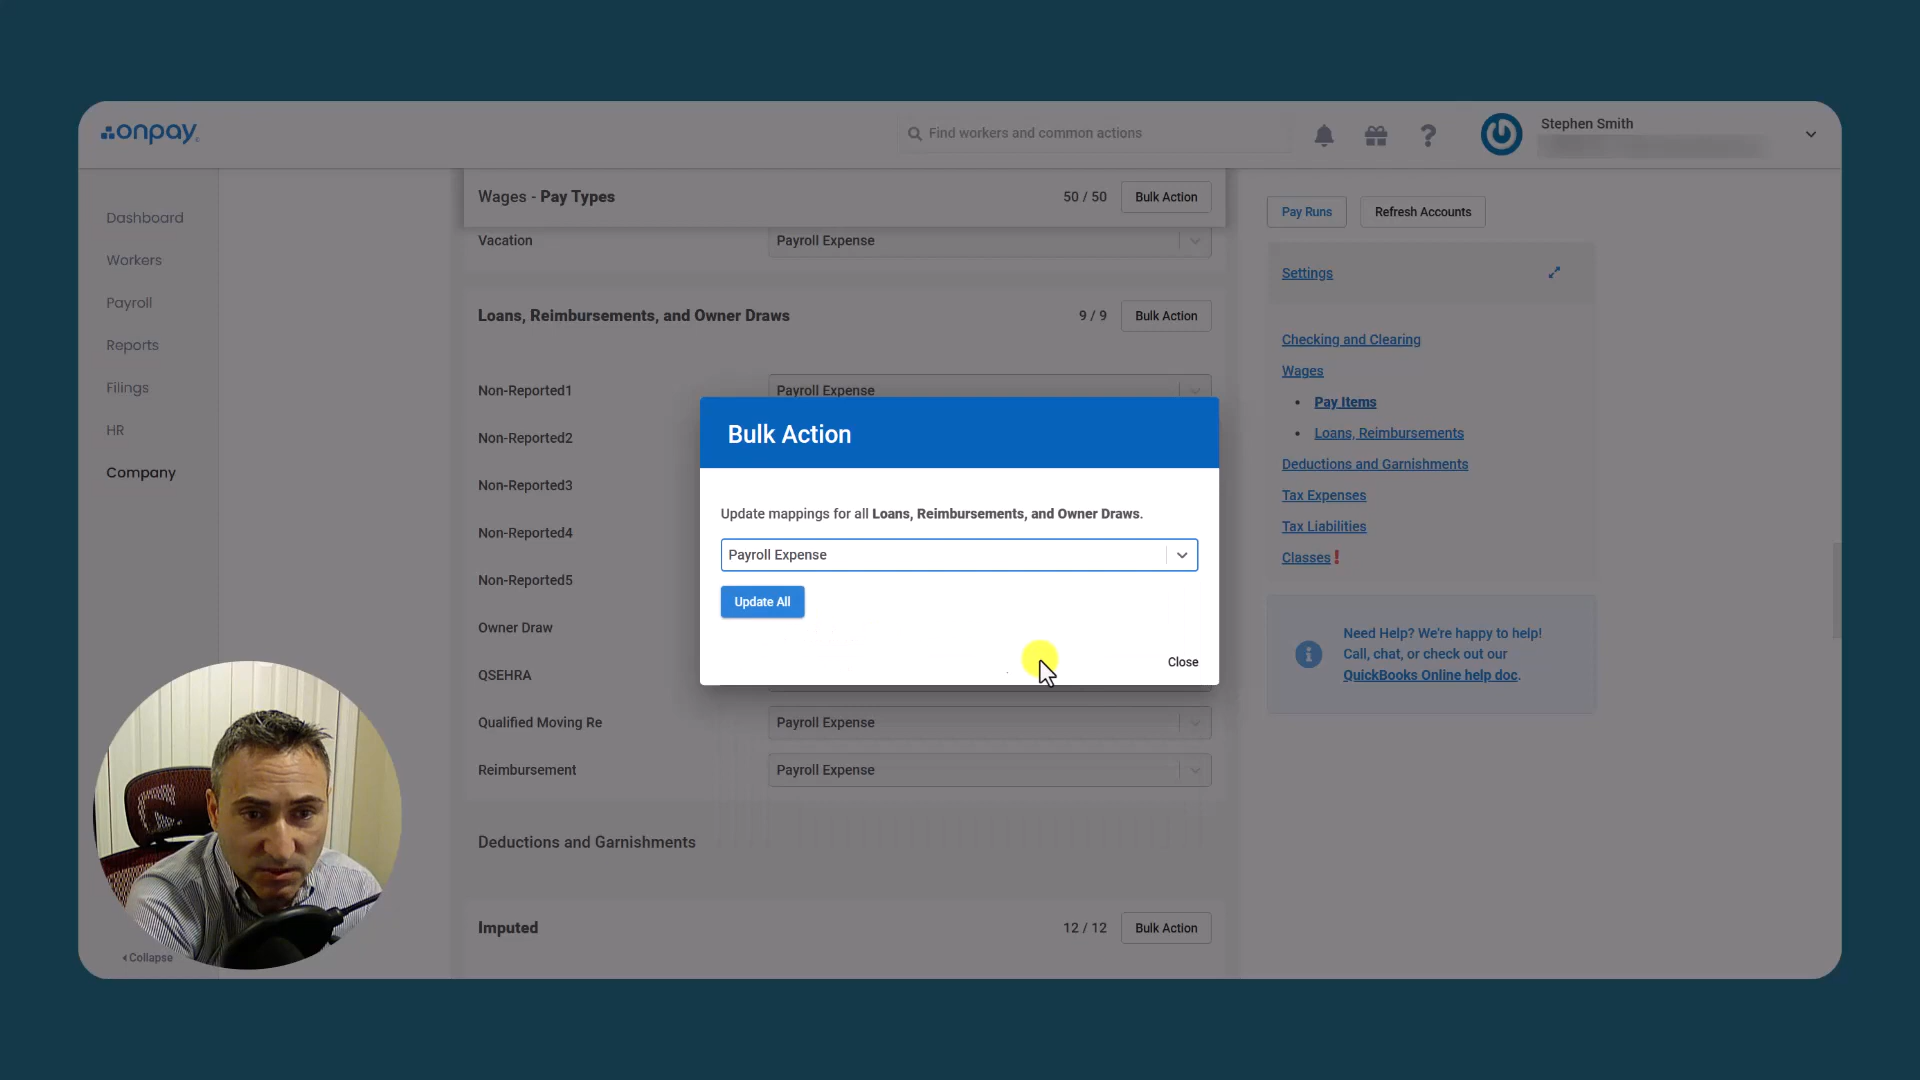 onpay
Find workers and common actions
Stephen Smith
Dashboard
Workers
Payroll
Reports
Filings
HR
Company
Collapse
Wages - Pay Types
50 / 50
Bulk Action
Vacation
Payroll Expense
Loans, Reimbursements, and Owner Draws
9 / 9
Bulk Action
Non-Reported1
Payroll Expense
Non-Reported2
Non-Reported3
Non-Reported4
Non-Reported5
Owner Draw
QSEHRA
Qualified Moving Re
Payroll Expense
Reimbursement
Payroll Expense
Deductions and Garnishments
Imputed
12 / 12
Bulk Action
Bulk Action
Update mappings for all Loans, Reimbursements, and Owner Draws.
Payroll Expense
Update All
Close
Pay Runs
Refresh Accounts
Settings
Checking and Clearing
Wages
• Pay Items
• Loans, Reimbursements
Deductions and Garnishments
Tax Expenses
Tax Liabilities
Classes❗
Need Help? We're happy to help!
Call, chat, or check out our
QuickBooks Online help doc.